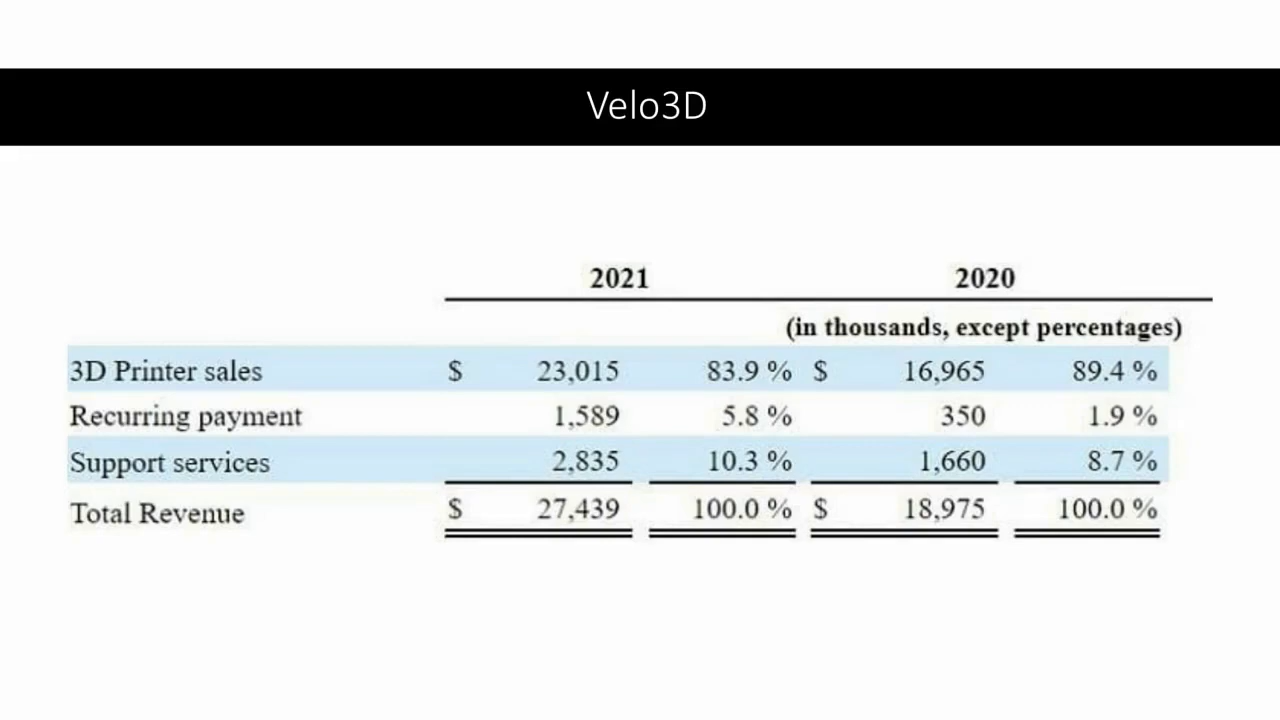 Velo3D
2021 2020
(in thousands, except percentages)
3D Printer sales $ 23,015 83.9 % $ 16,965 89.4 %
Recurring payment 1,589 5.8 % 350 1.9 %
Support services 2,835 10.3 % 1,660 8.7 %
Total Revenue $ 27,439 100.0 % $ 18,975 100.0 %